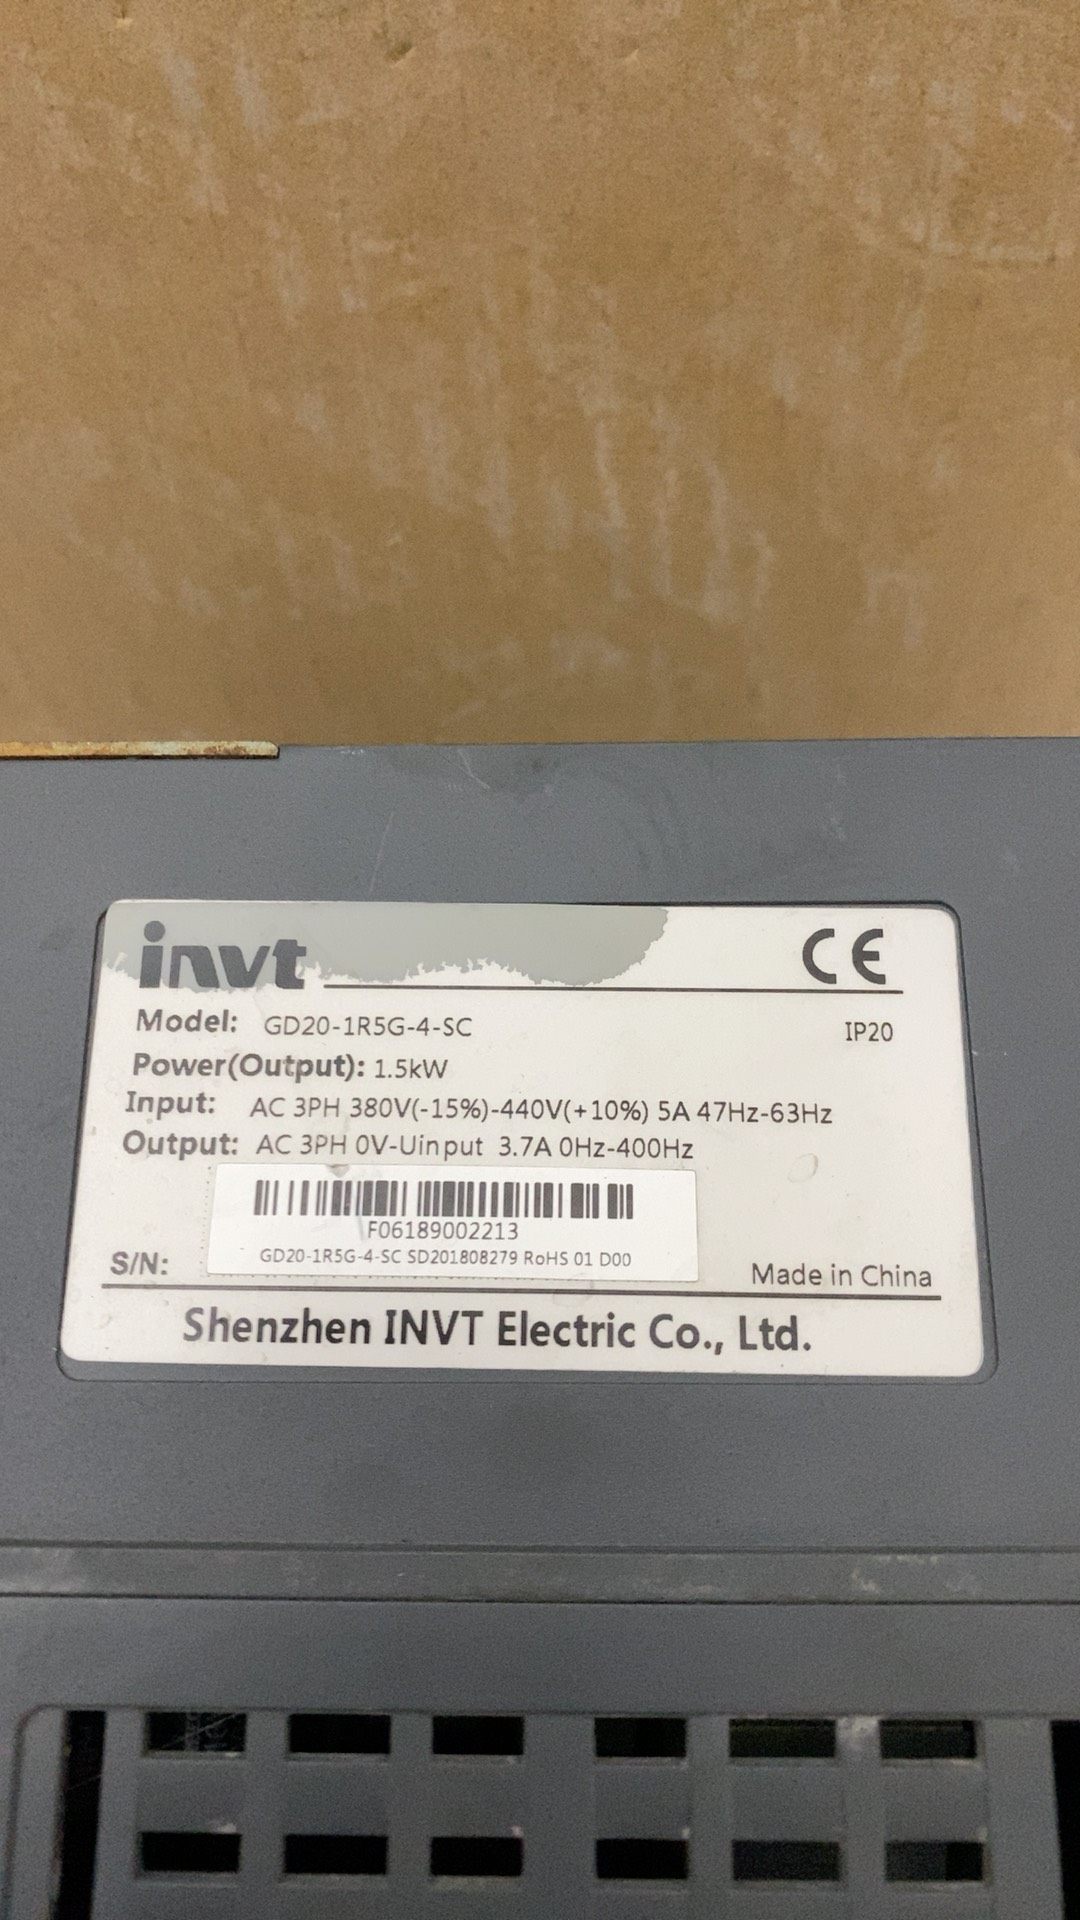 invt
CE
Model: GD20-1R5G-4-SC
IP20
Power(Output): 1.5kW
Input: AC 3PH 380V(-15%)-440V(+10%) 5A 47Hz-63Hz
Output: AC 3PH 0V-Uinput 3.7A 0Hz-400Hz
F06189002213
GD20-1R5G-4-SC SD201808279 RoHS 01 D00
S/N:
Made in China
Shenzhen INVT Electric Co., Ltd.